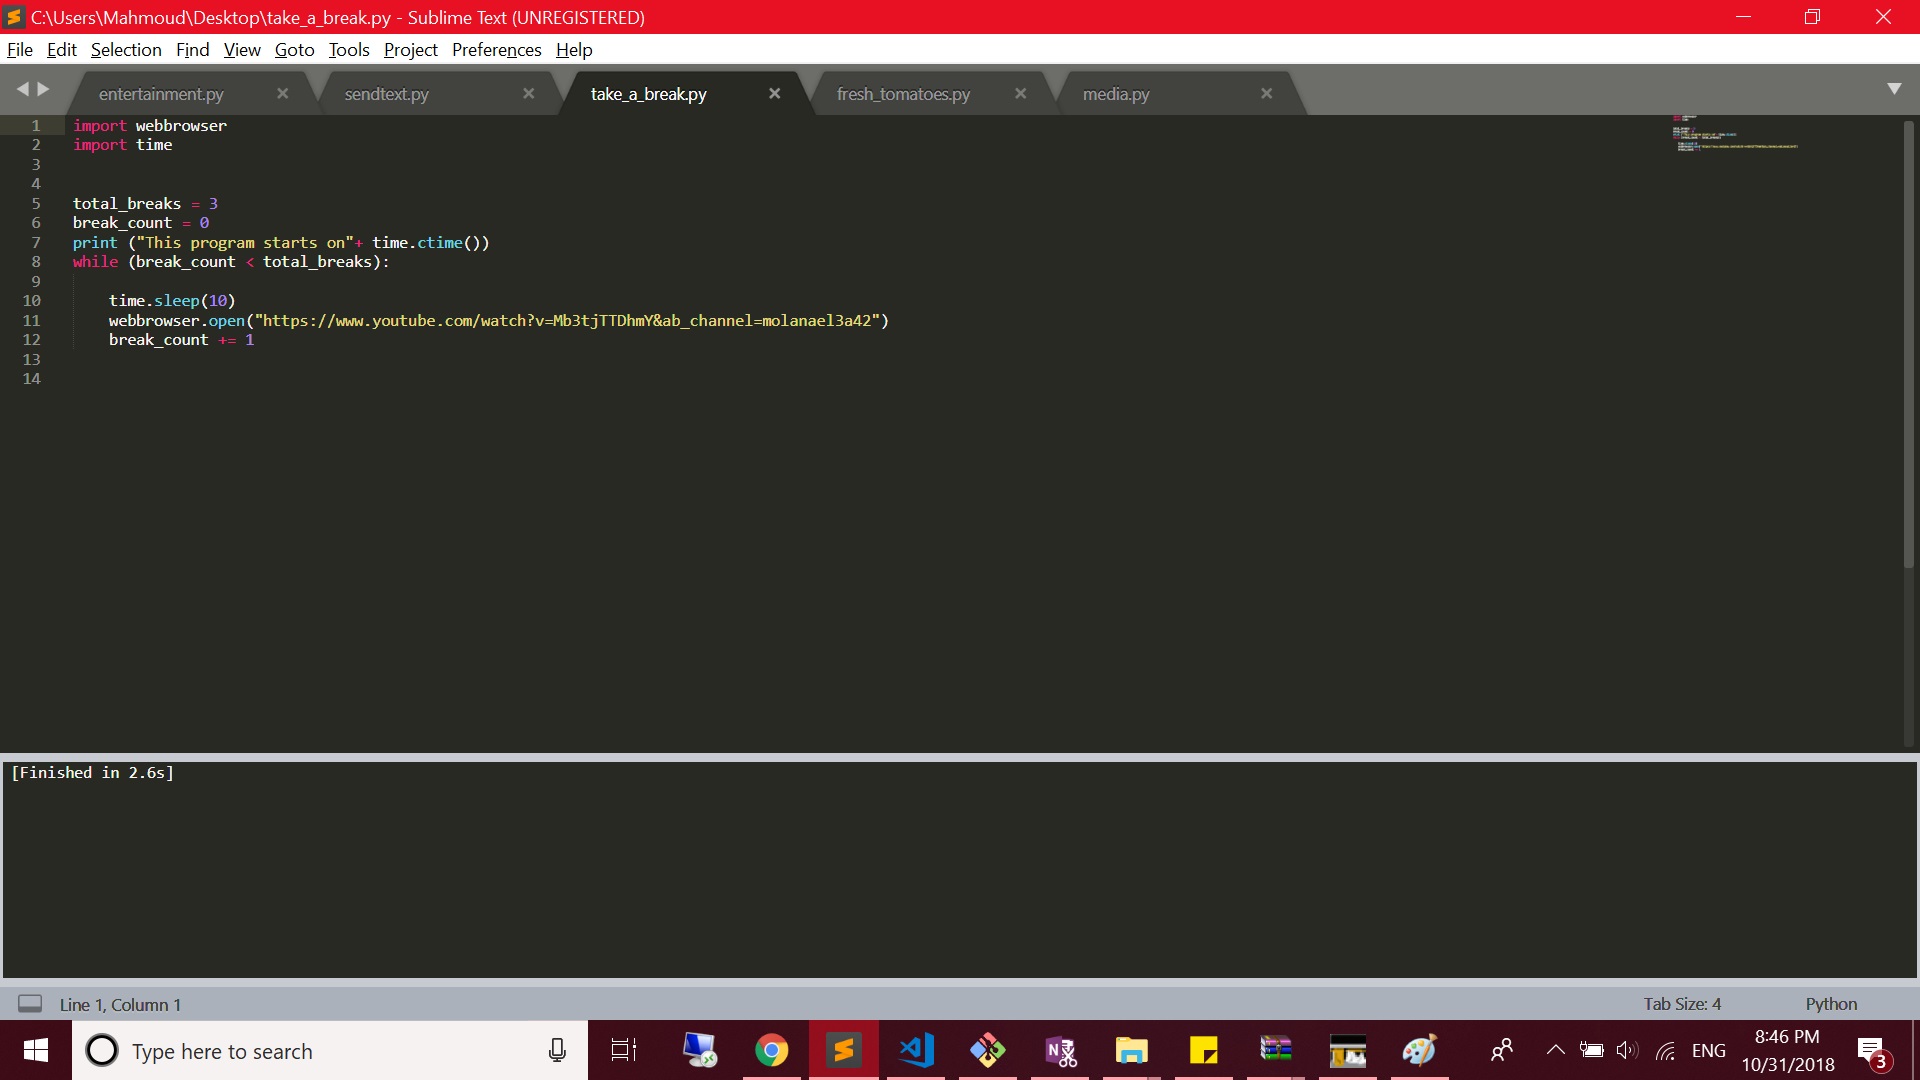 C:\Users\Mahmoud\Desktop\take_a_break.py - Sublime Text (UNREGISTERED)
File Edit Selection Find View Goto Tools Project Preferences Help
entertainment.py sendtext.py take_a_break.py fresh_tomatoes.py media.py
1 import webbrowser
2 import time
3
4
5 total_breaks = 3
6 break_count = 0
7 print ("This program starts on"+ time.ctime())
8 while (break_count < total_breaks):
9
10     time.sleep(10)
11     webbrowser.open("https://www.youtube.com/watch?v=Mb3tjTTDhmY&ab_channel=molanael3a42")
12     break_count += 1
13
14
[Finished in 2.6s]
Line 1, Column 1 Tab Size: 4 Python
Type here to search ENG 8:46 PM
10/31/2018 3